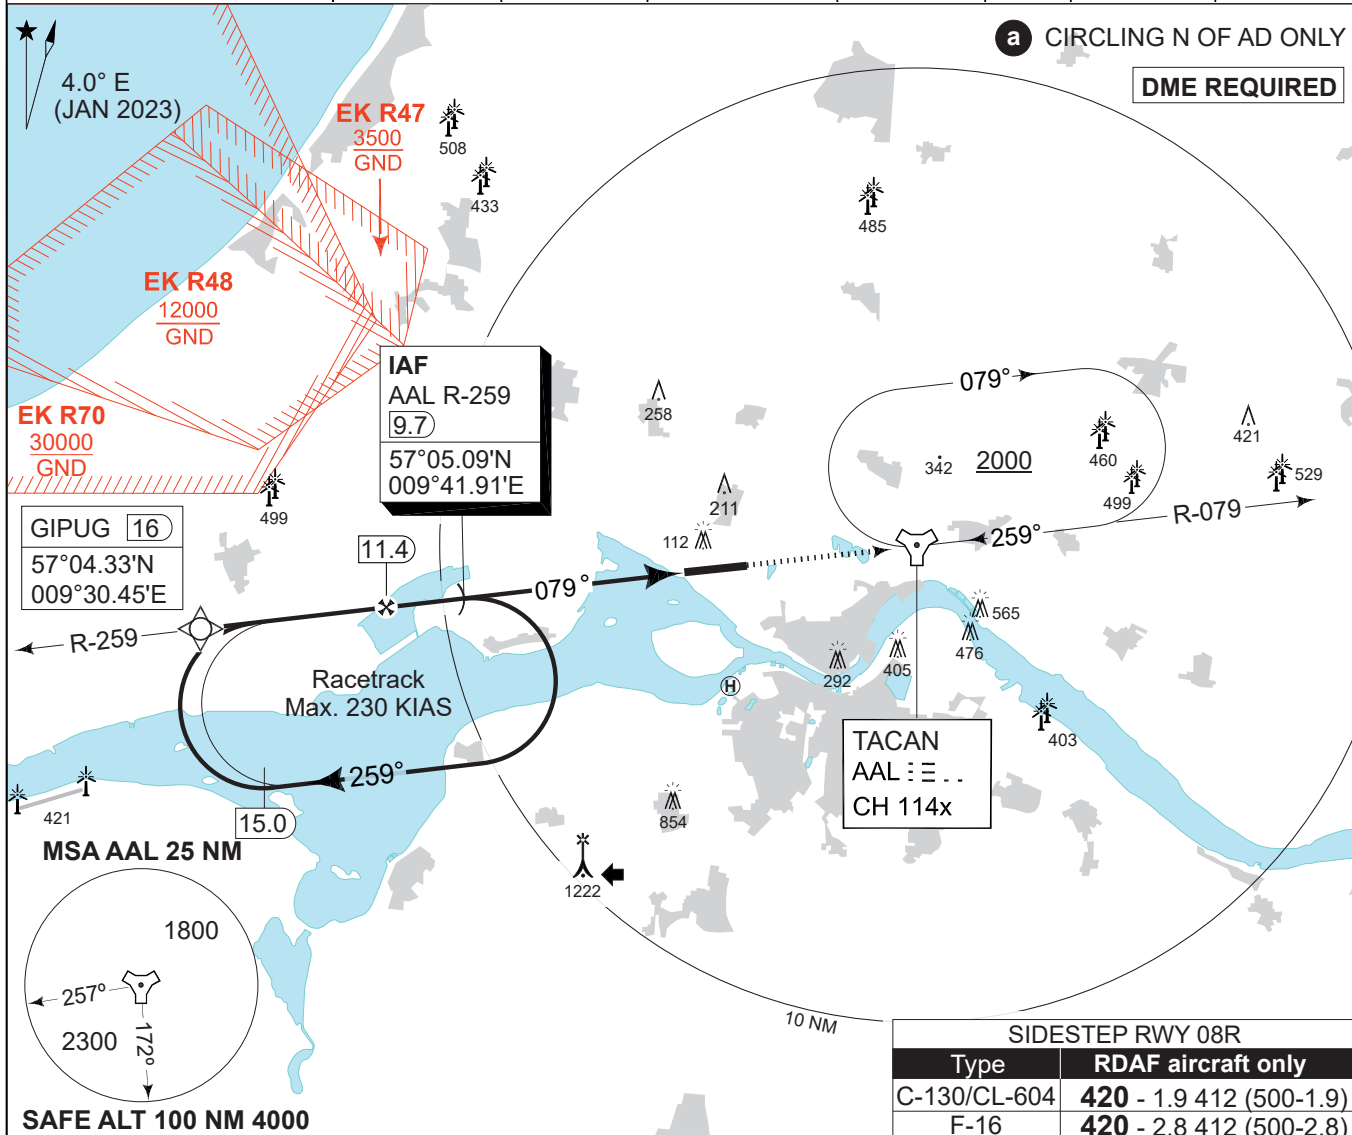 a CIRCLING N OF AD ONLY
DME REQUIRED
4.0° E
(JAN 2023)
EK R47
3500
GND
508
433
485
EK R48
12000
GND
IAF
AAL R-259
9.7
57°05.09'N
009°41.91'E
079°
258
421
EK R70
30000
GND
460
342
2000
529
499
499
211
R-079
GIPUG 16
57°04.33'N
009°30.45'E
112
259°
11.4
079°
565
R-259
476
405
292
Racetrack
Max. 230 KIAS
H
403
TACAN
AAL
CH 114x
259°
421
15.0
854
MSA AAL 25 NM
1222
1800
257°
2300
172°
10 NM
SAFE ALT 100 NM 4000
SIDESTEP RWY 08R
Type RDAF aircraft only
C-130/CL-604 420 - 1.9 412 (500-1.9)
F-16 420 - 2.8 412 (500-2.8)